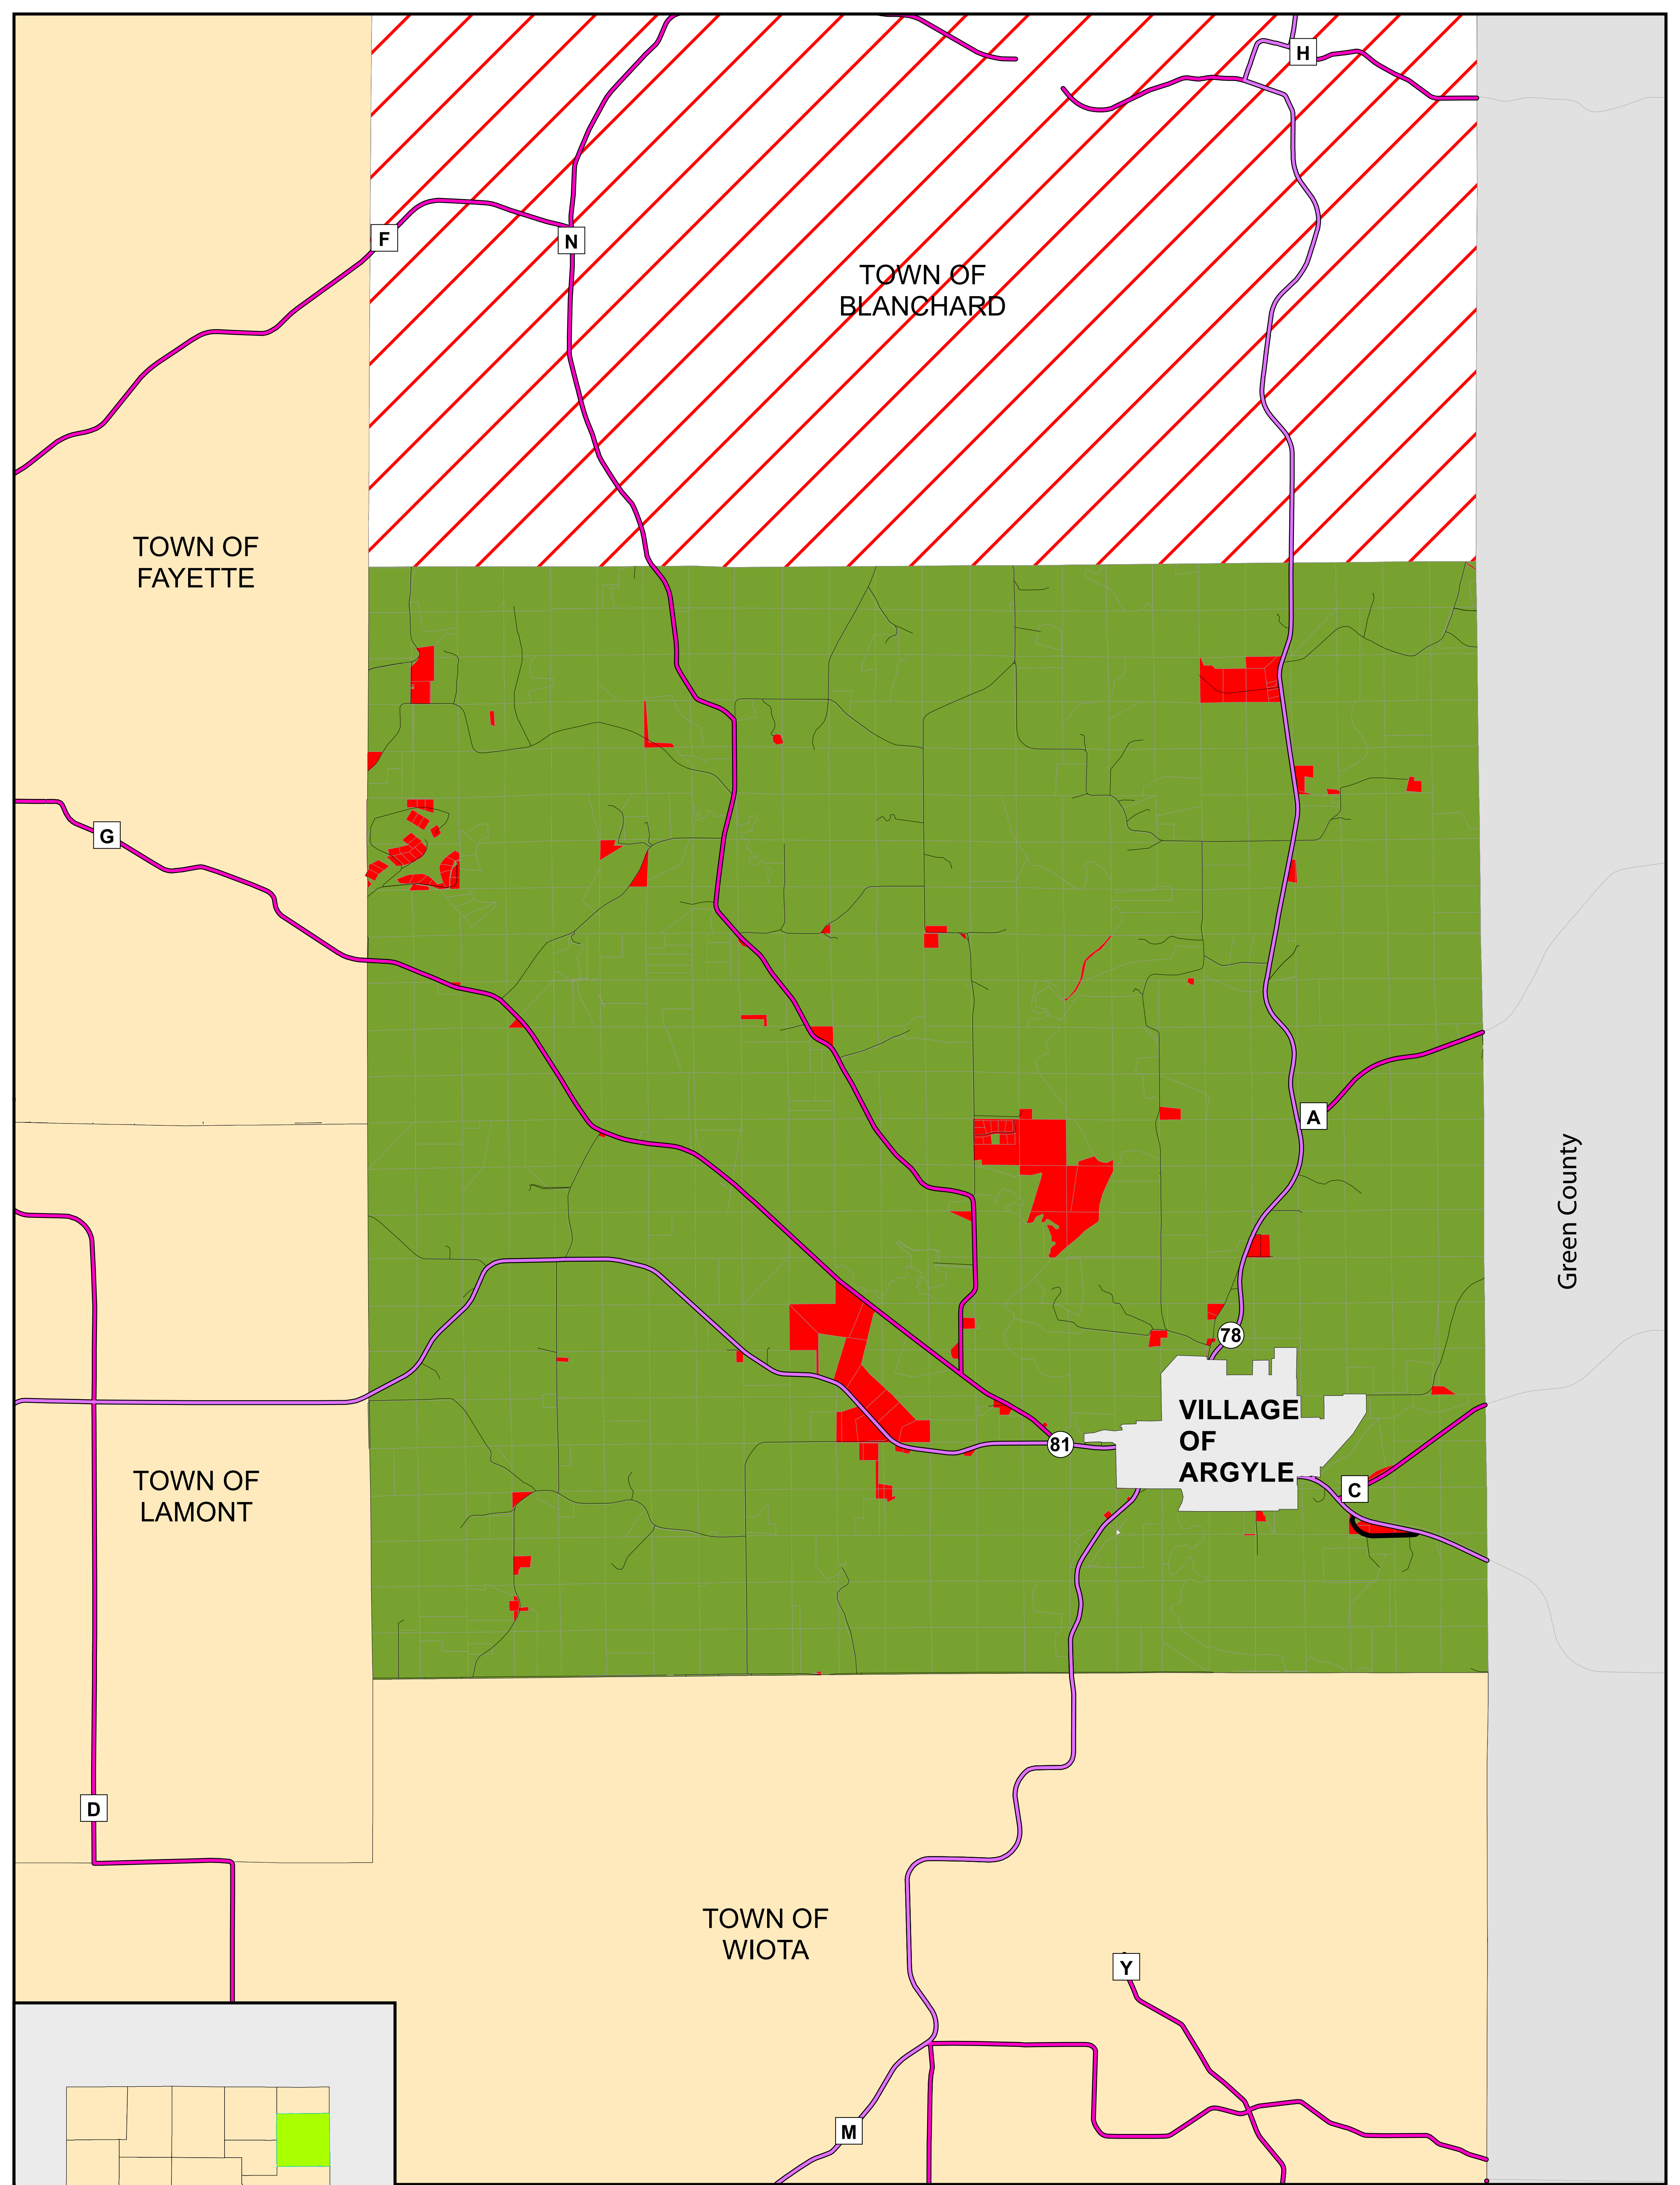 H
F
N
TOWN OF
BLANCHARD
TOWN OF
FAYETTE
G
A
Green County
78
VILLAGE
OF
ARGYLE
81
C
TOWN OF
LAMONT
D
TOWN OF
WIOTA
Y
M